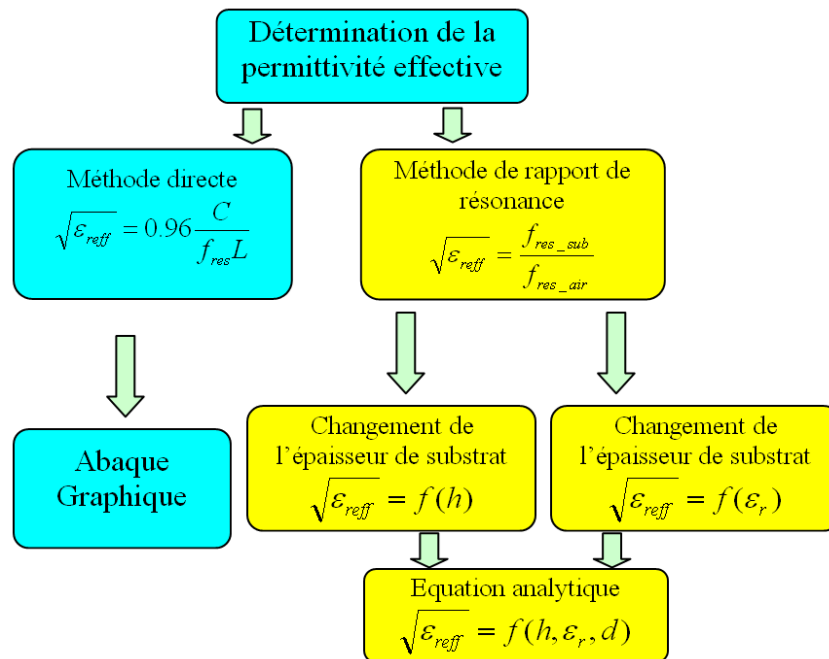 Détermination de la
permittivité effective
Méthode directe
√ε_reff = 0.96 C / (f_res L)
Méthode de rapport de
résonance
√ε_reff = f_res_sub / f_res_air
Abaque
Graphique
Changement de
l'épaisseur de substrat
√ε_reff = f(h)
Changement de
l'épaisseur de substrat
√ε_reff = f(ε_r)
Equation analytique
√ε_reff = f(h, ε_r, d)